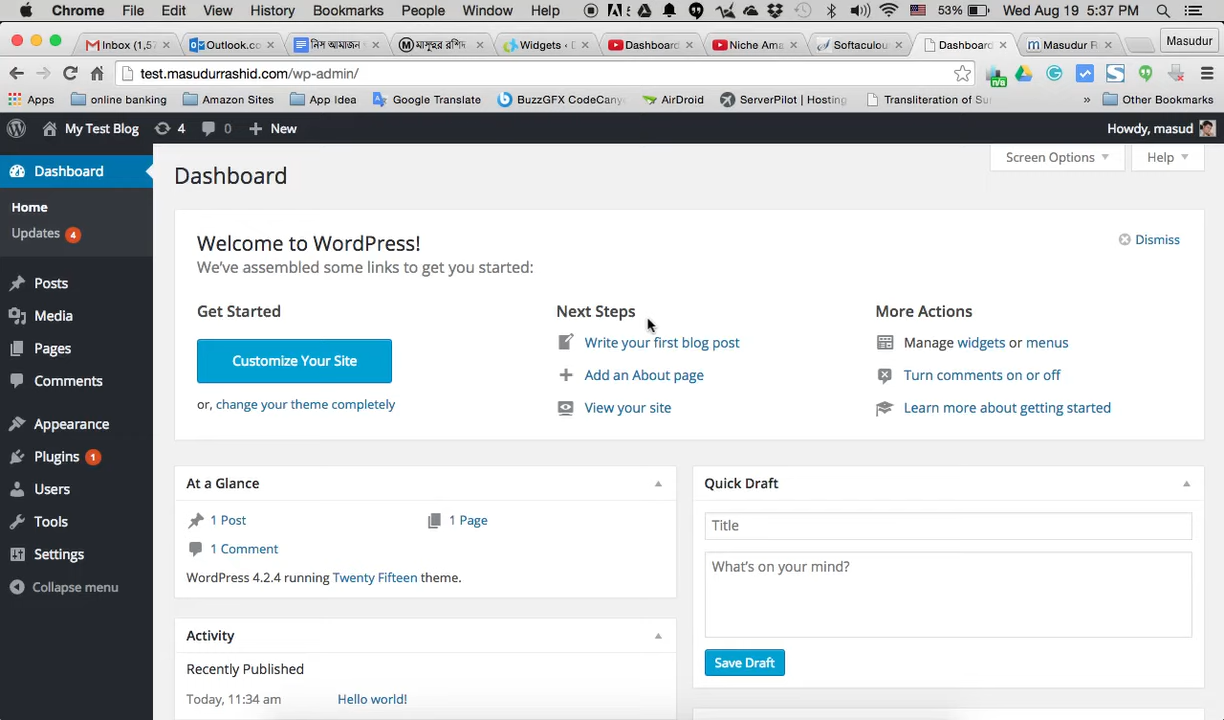 Chrome File Edit View History Bookmarks People Window Help 53% Wed Aug 19 5:37 PM
Inbox (1,57 Outlook.co নিস আমাজন মাসুদুর রশিদ Widgets ‹ D Dashboard Niche Ama Softaculou Dashboard Masudur R Masudur
test.masudurrashid.com/wp-admin/
Apps online banking Amazon Sites App Idea Google Translate BuzzGFX CodeCany AirDroid ServerPilot | Hosting Transliteration of Su » Other Bookmarks
My Test Blog 4 0 + New Howdy, masud
Dashboard
Home
Updates 4
Posts
Media
Pages
Comments
Appearance
Plugins 1
Users
Tools
Settings
Collapse menu
Screen Options Help
Dashboard
Welcome to WordPress!
Dismiss
We've assembled some links to get you started:
Get Started
Customize Your Site
or, change your theme completely
Next Steps
Write your first blog post
Add an About page
View your site
More Actions
Manage widgets or menus
Turn comments on or off
Learn more about getting started
At a Glance
1 Post 1 Page
1 Comment
WordPress 4.2.4 running Twenty Fifteen theme.
Activity
Recently Published
Today, 11:34 am Hello world!
Quick Draft
Title
What's on your mind?
Save Draft